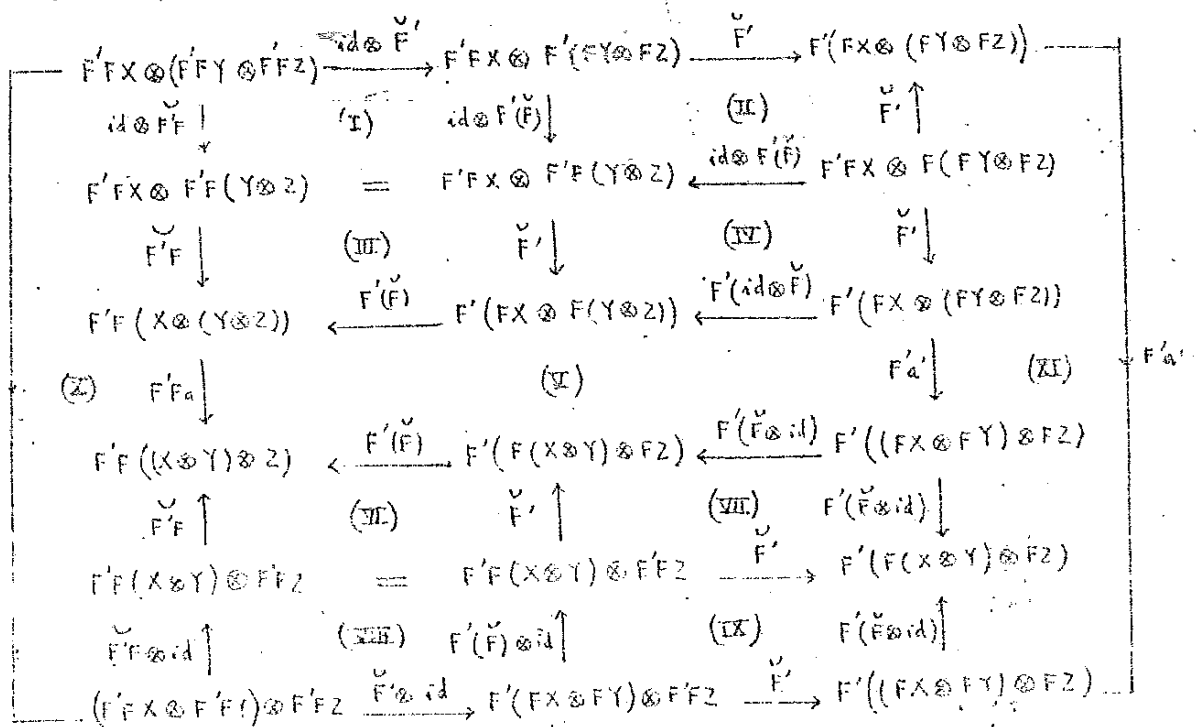 id⊗F̆' F̆'
F'FX⊗(F'FY⊗F'FZ) ⟶ F'FX⊗F'(FY⊗FZ) ⟶ F'(FX⊗(FY⊗FZ))
id⊗F̆'F ↓ (I) id⊗F'(F̆) ↓ (II) F̆' ↑
id⊗F'(F̆)
F'FX⊗F'F(Y⊗Z) = F'FX⊗F'F(Y⊗Z) ⟵ F'FX⊗F(FY⊗FZ)
F̆'F ↓ (III) F̆' ↓ (IV) F̆' ↓
F'(F̆) F'(id⊗F̆)
F'F(X⊗(Y⊗Z)) ⟵ F'(FX⊗F(Y⊗Z)) ⟵ F'(FX⊗(FY⊗FZ))
(X) F'Fa ↓ (V) F'a' ↓ (XI) F'a'
F'(F̆) F'(F̆⊗id)
F'F((X⊗Y)⊗Z) ⟵ F'(F(X⊗Y)⊗FZ) ⟵ F'((FX⊗FY)⊗FZ)
F̆'F ↑ (VI) F̆' ↑ (VII) F'(F̆⊗id) ↓
F̆'
F'F(X⊗Y)⊗F'FZ = F'F(X⊗Y)⊗F'FZ ⟶ F'(F(X⊗Y)⊗FZ)
F̆'F⊗id ↑ (VIII) F'(F̆)⊗id ↑ (IX) F'(F̆⊗id) ↑
F̆'⊗id F̆'
(F'FX⊗F'FY)⊗F'FZ ⟶ F'(FX⊗FY)⊗F'FZ ⟶ F'((FX⊗FY)⊗FZ)